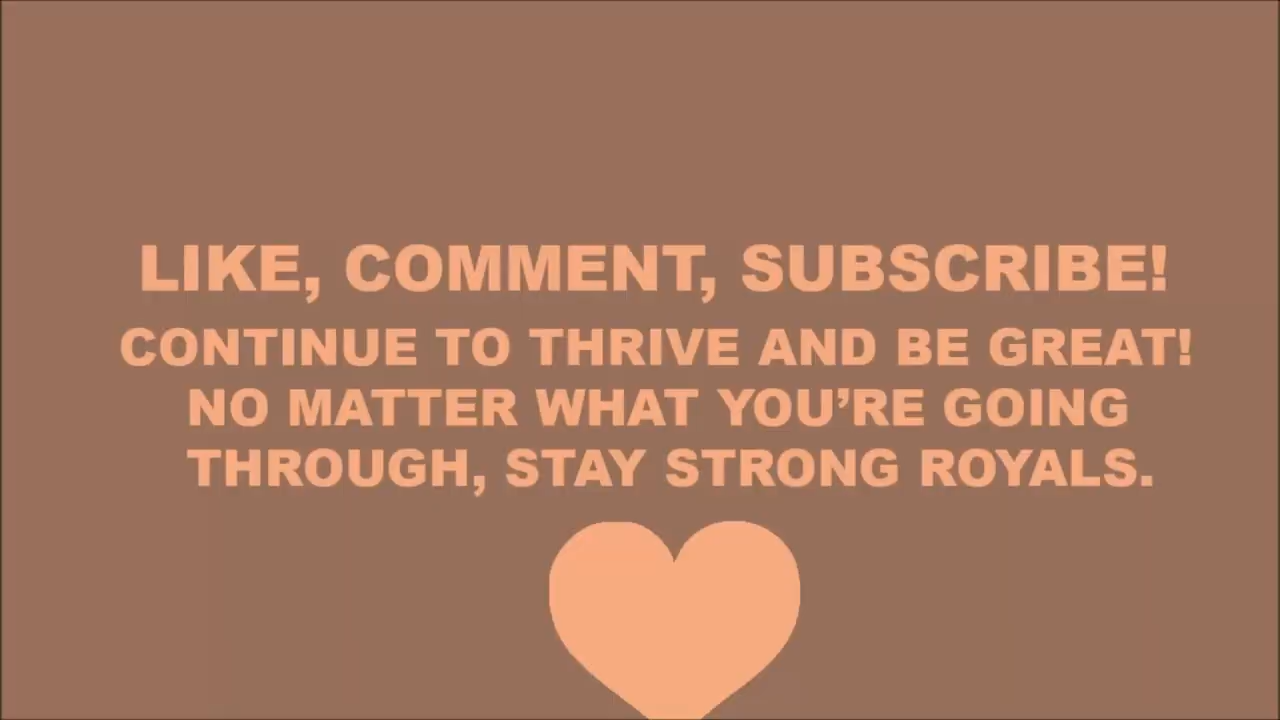 LIKE, COMMENT, SUBSCRIBE!
CONTINUE TO THRIVE AND BE GREAT!
NO MATTER WHAT YOU’RE GOING
THROUGH, STAY STRONG ROYALS.